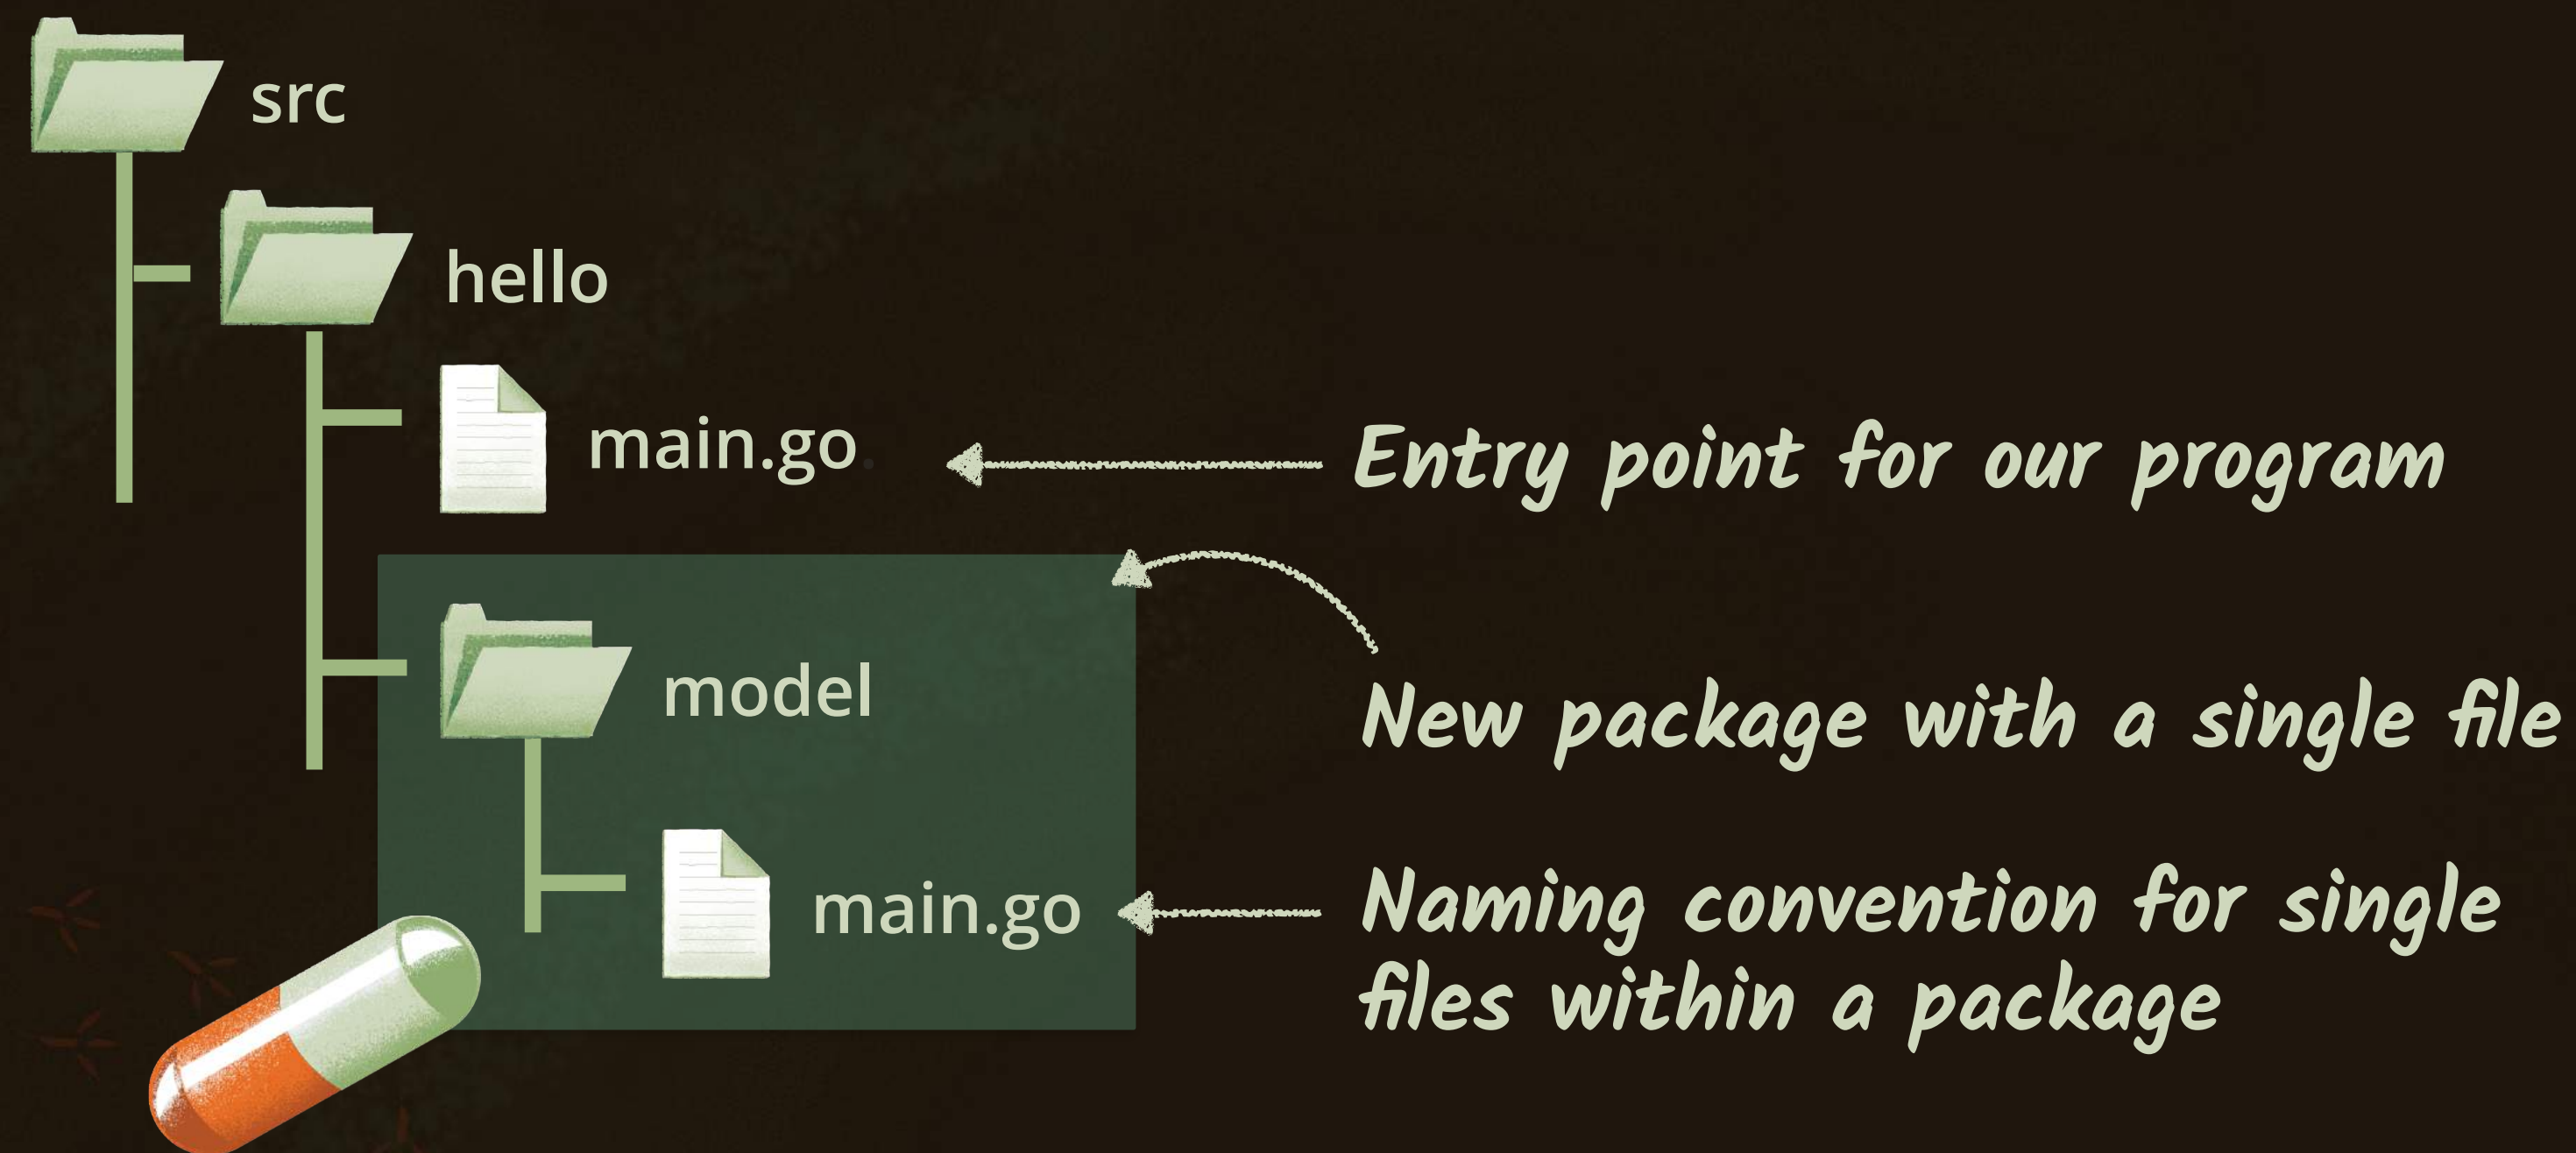 src
hello
main.go
Entry point for our program
model
New package with a single file
main.go
Naming convention for single
files within a package